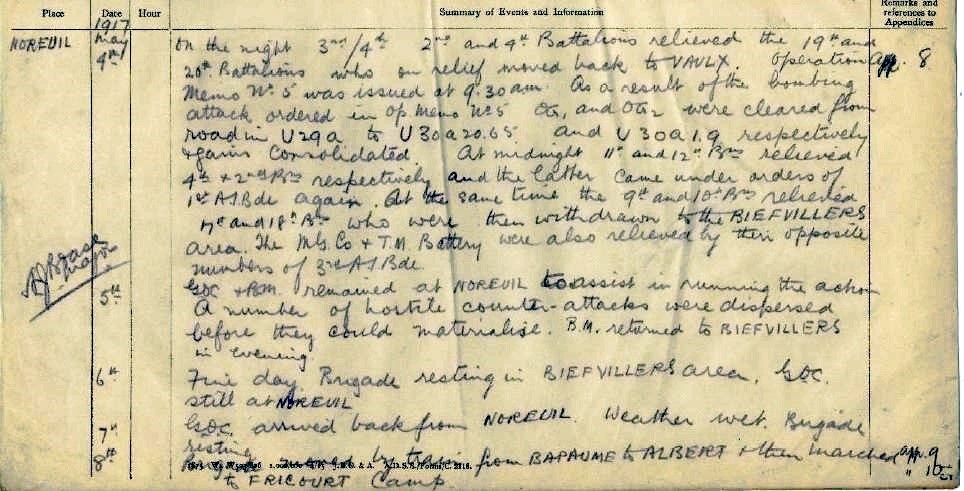 Place Date Hour Summary of Events and Information Remarks and references to Appendices
1917
NOREUIL May 4th On the night 3rd/4th 2nd and 4th Battalions relieved the 19th and
20th Battalions who on relief moved back to VAULX. Operation App. 8
Memo No. 5 was issued at 9.30 am. As a result of the bombing
attack ordered in Op Memo No 5 OG1 and OG2 were cleared from
road in U29a to U30a20.65 and U30a1.9 respectively
& gains consolidated. At midnight 11th and 12th Bns relieved
4th & 2nd Bns respectively and the latter came under orders of
1st A.I.Bde again. At the same time the 9th and 10th Bns relieved
17th and 18th Bns who were then withdrawn to the BIEFVILLERS
area. The M.G. Co & T.M. Battery were also relieved by their opposite
numbers of 3rd A.I.Bde.
Major
5th GOC & B.M. remained at NOREUIL to assist in running the action
A number of hostile counter-attacks were dispersed
before they could materialise. B.M. returned to BIEFVILLERS
in evening.
6th Fine day. Brigade resting in BIEFVILLERS area. GOC.
still at NOREUIL
7th GOC. arrived back from NOREUIL. Weather wet. Brigade
resting
8th Brigade moved by train from BAPAUME to ALBERT & then marched app. 9
to FRICOURT Camp " 10
J.B.C. & A. A.D.S.S./Forms/C. 2118.